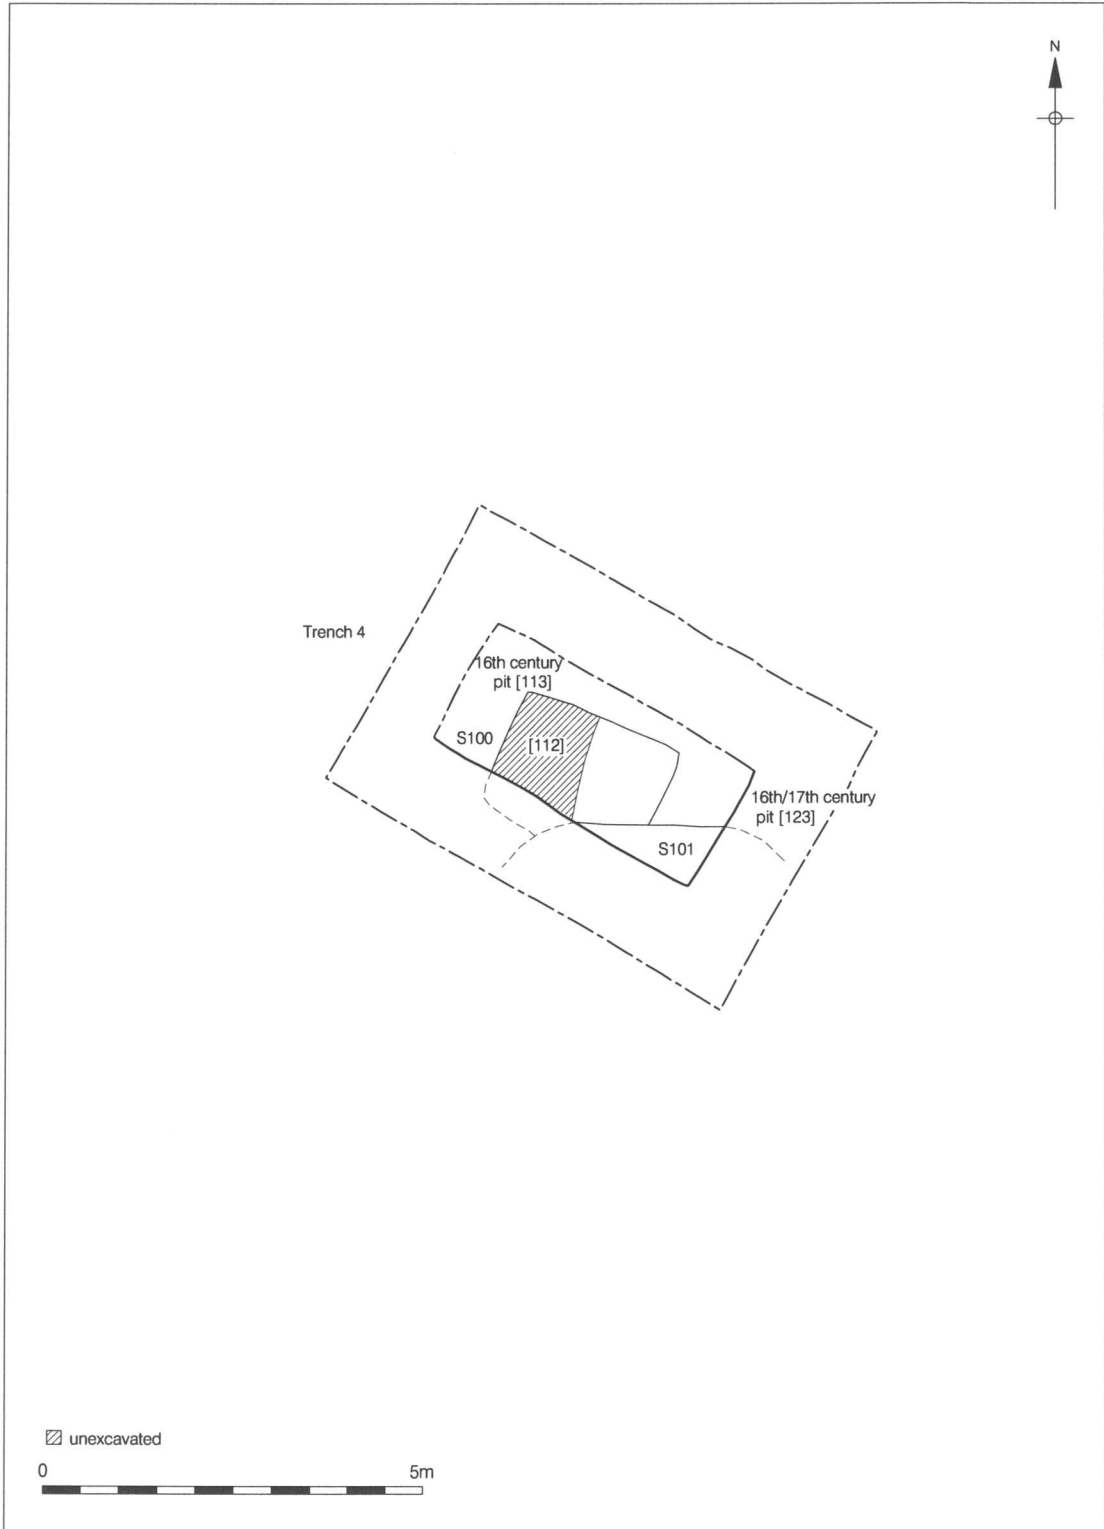 N
Trench 4
16th century
pit [113]
S100
[112]
16th/17th century
pit [123]
S101
unexcavated
0 5m